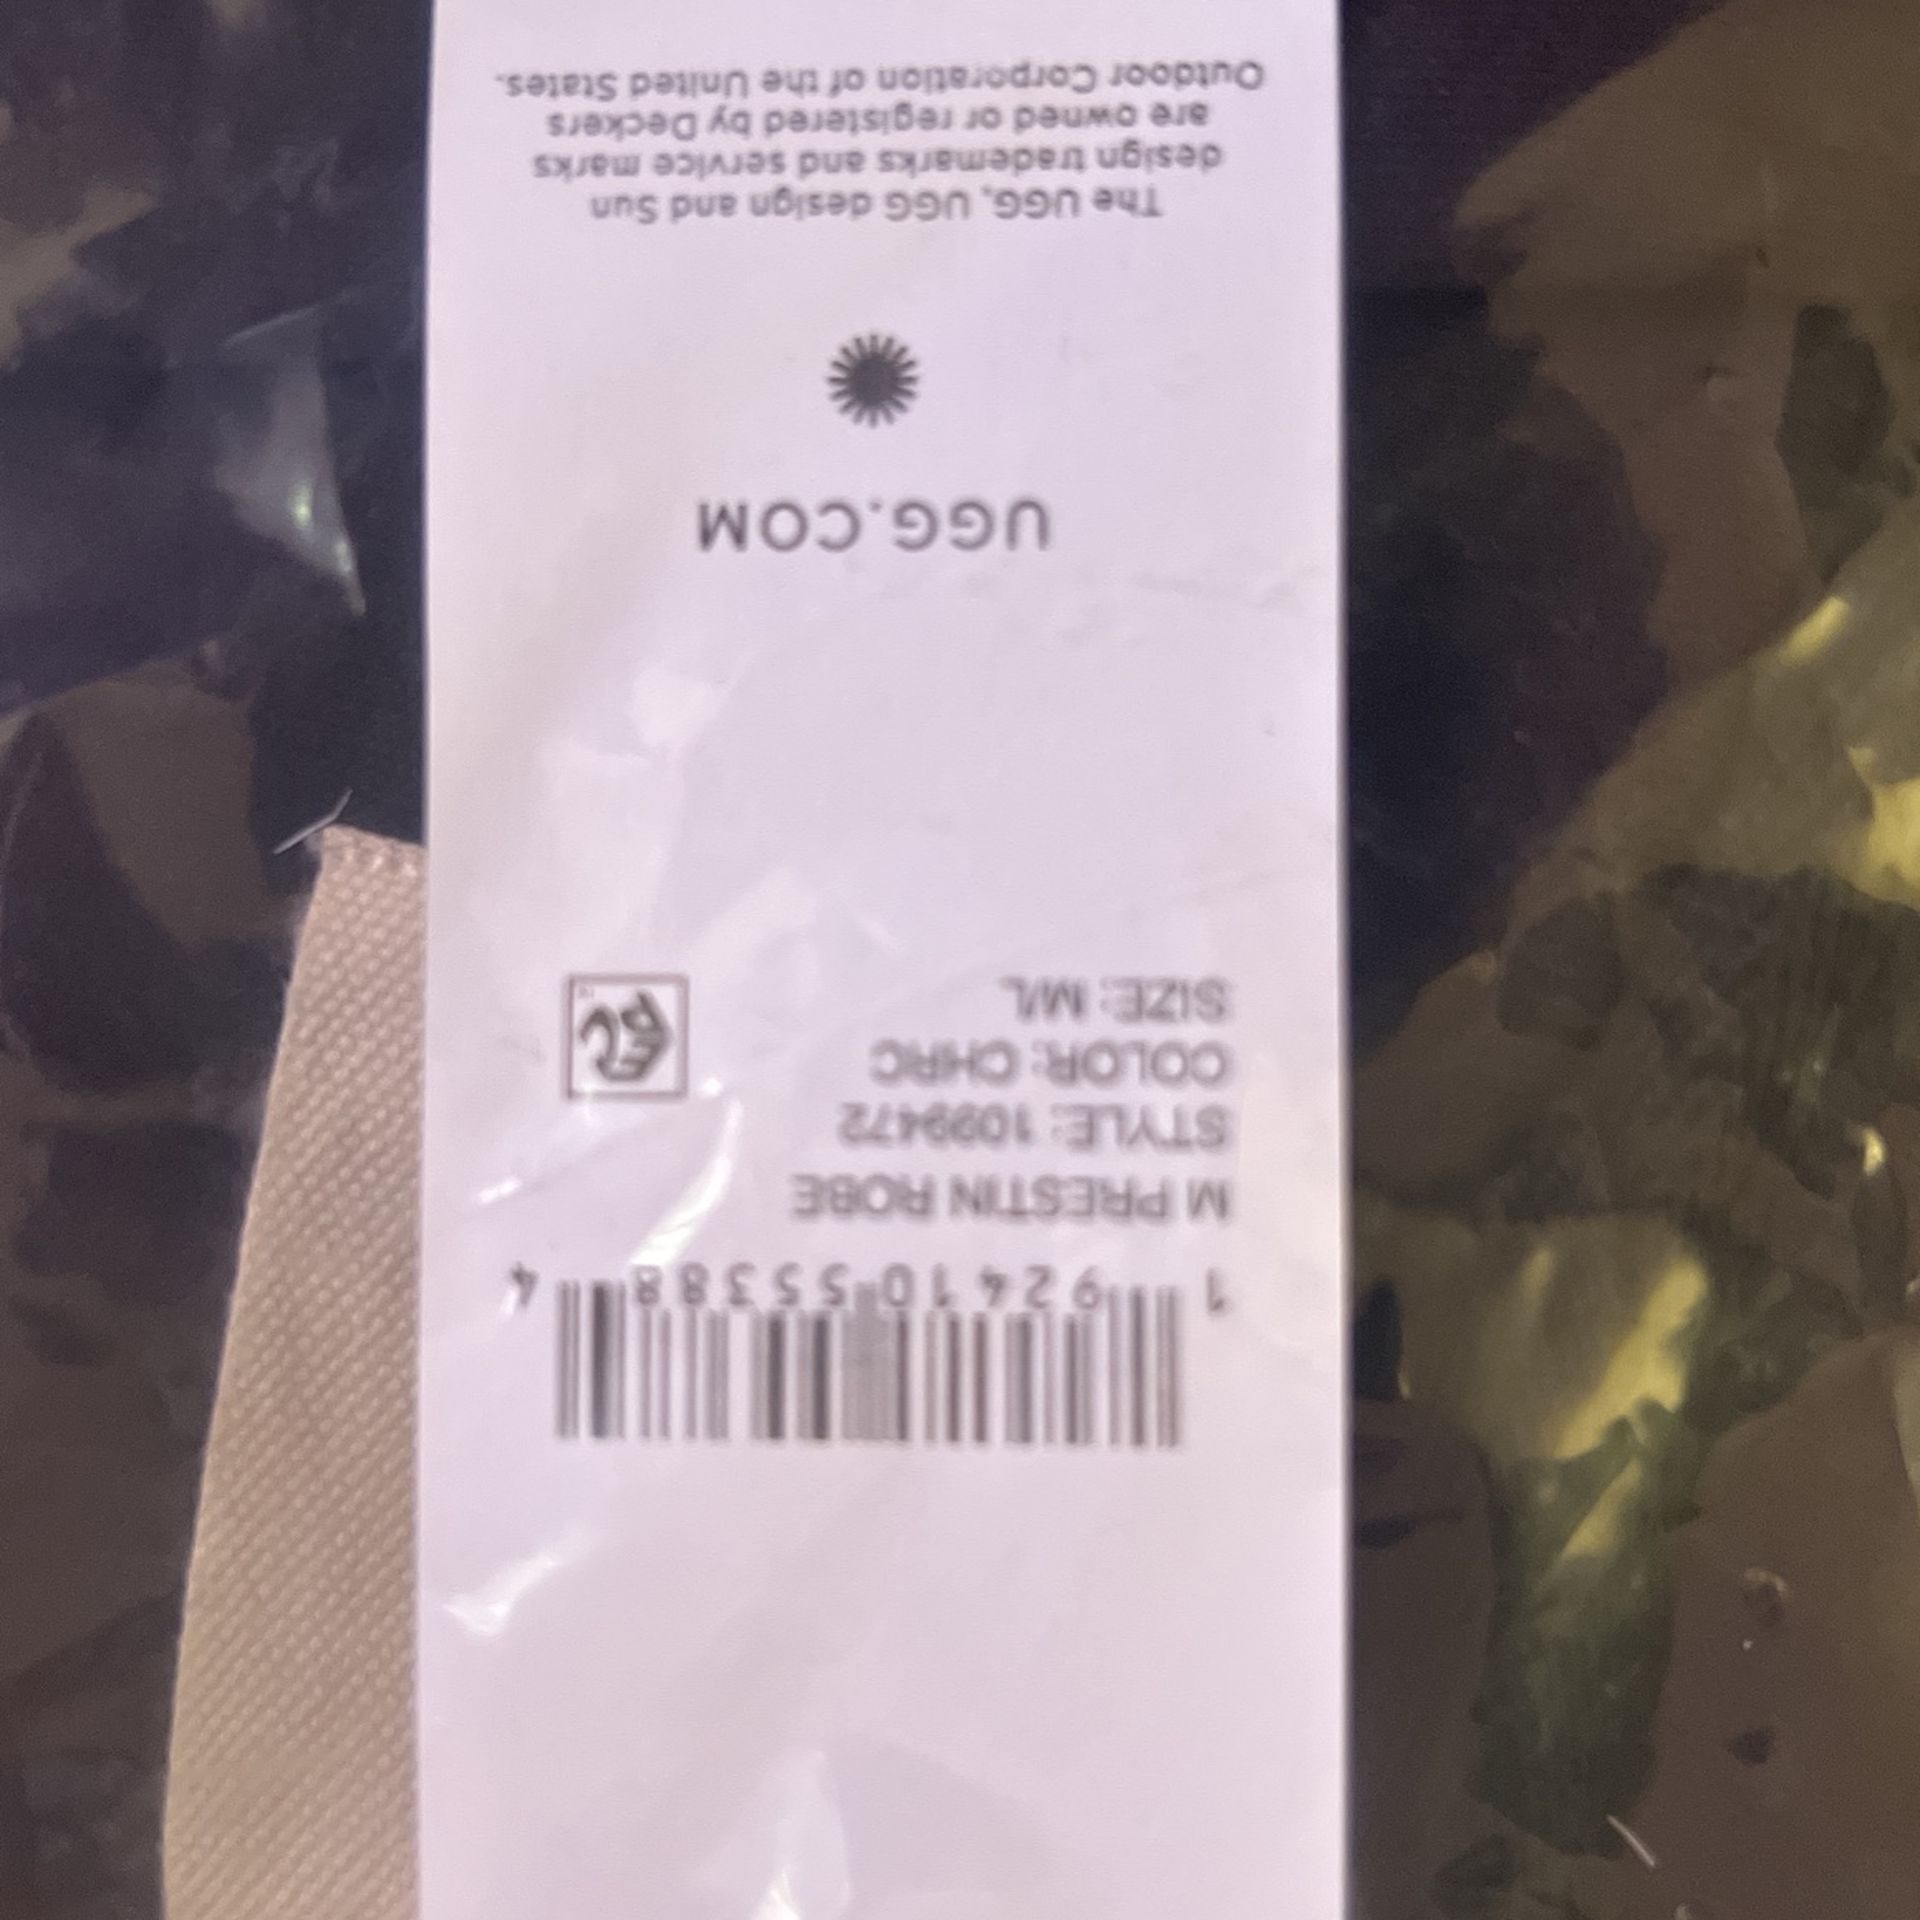 1 92410 55388 4
M PRESTIN ROBE
STYLE: 1099472
COLOR: CHRC
SIZE: M/L
UGG.COM
The UGG, UGG design and Sun
design trademarks and service marks
are owned or registered by Deckers
Outdoor Corporation of the United States.